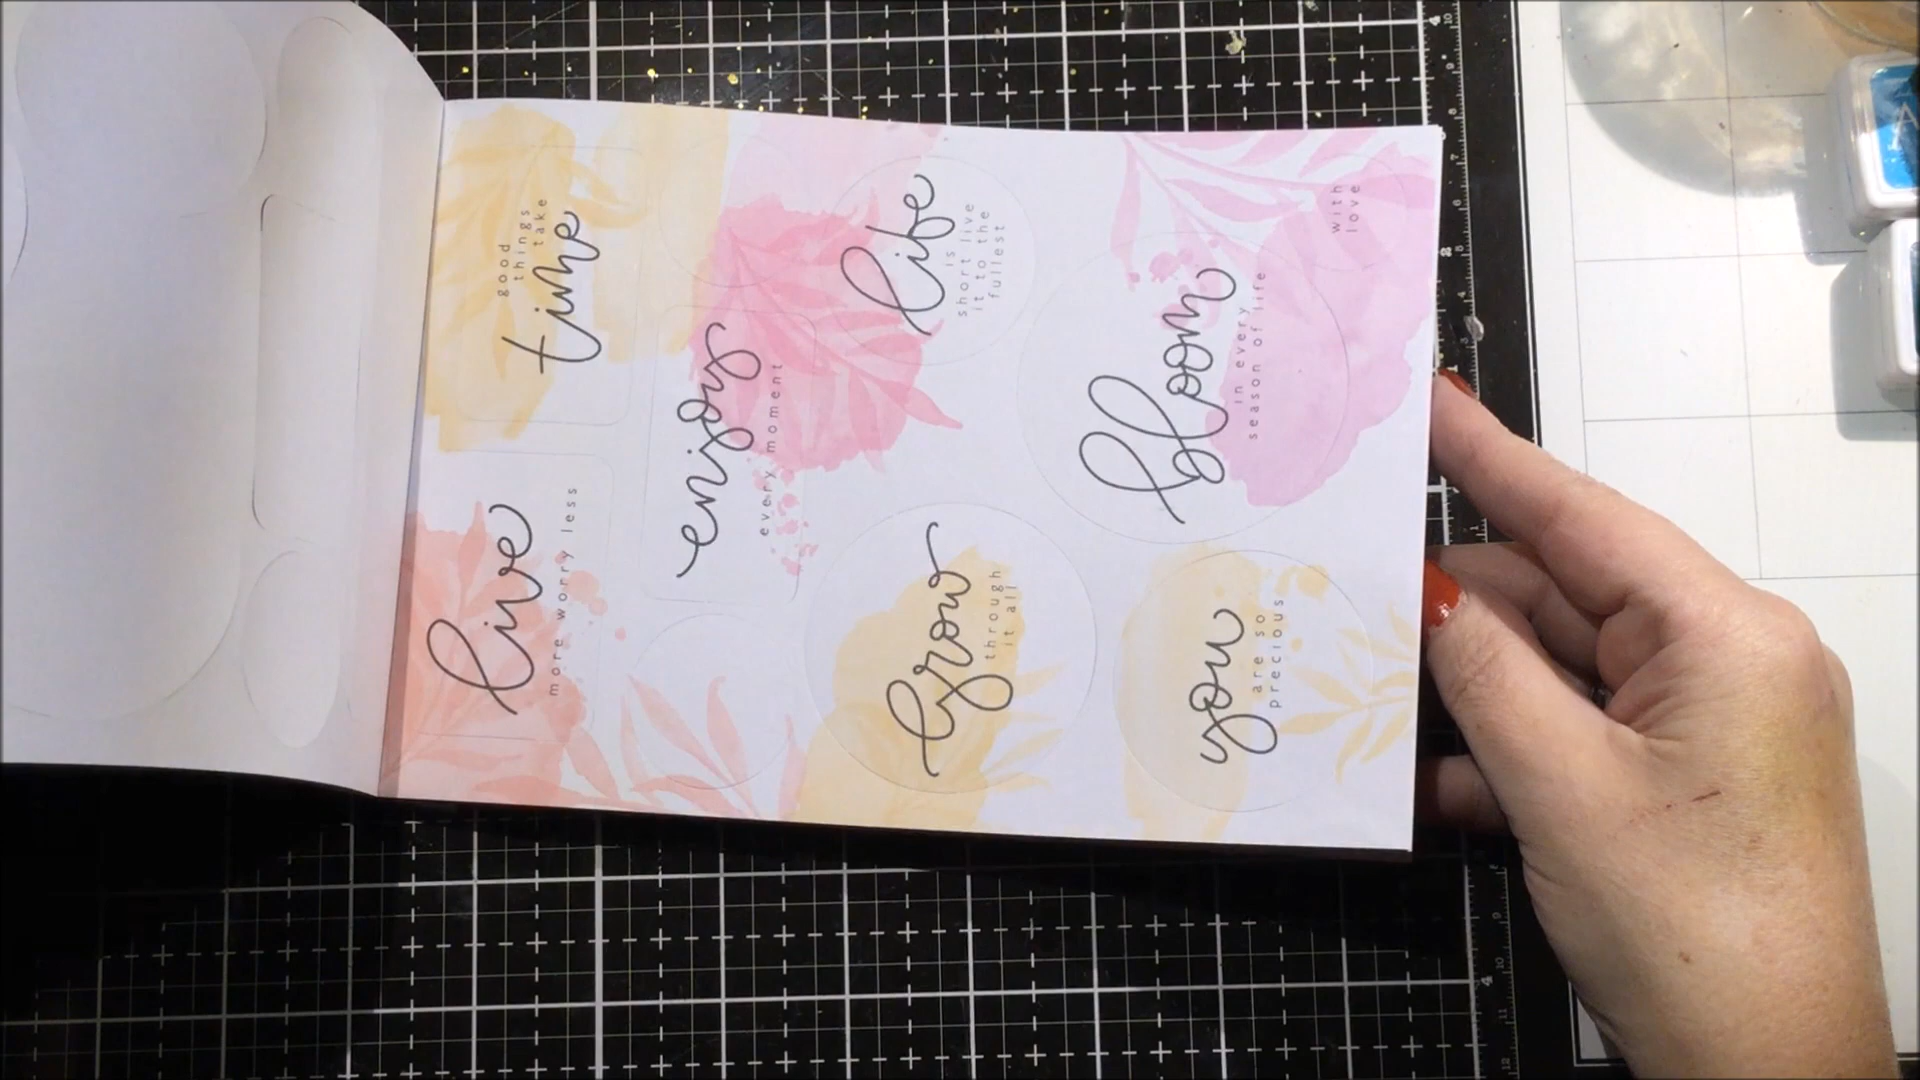 good
things
take
time
live
more worry less
enjoy
every moment
life
is
short live
it to the
fullest
grow
through
it all
with
love
bloom
in every
season of life
you
are so
precious